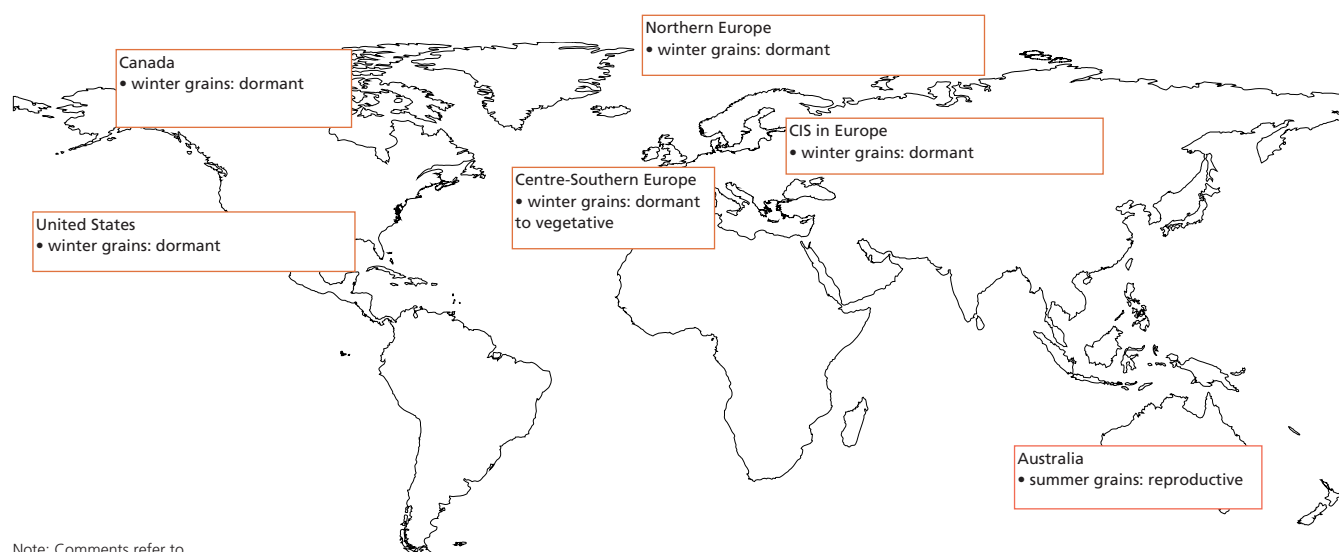 Northern Europe
• winter grains: dormant
Canada
• winter grains: dormant
CIS in Europe
• winter grains: dormant
Centre-Southern Europe
• winter grains: dormant
to vegetative
United States
• winter grains: dormant
Australia
• summer grains: reproductive
Note: Comments refer to